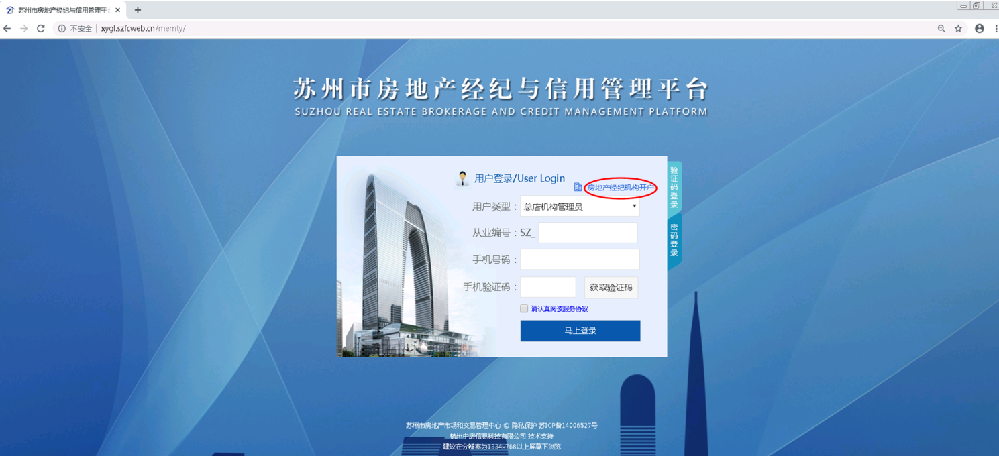 苏州市房地产经纪与信用管理平台
不安全 | xygl.szfcweb.cn/memty/
苏州市房地产经纪与信用管理平台
SUZHOU REAL ESTATE BROKERAGE AND CREDIT MANAGEMENT PLATFORM
用户登录/User Login
房地产经纪机构开户
用户类型：总店机构管理员
从业编号：SZ_
手机号码：
手机验证码：
获取验证码
请认真阅读服务协议
马上登录
验证码登录
密码登录
苏州市房地产市场和交易管理中心 © 隐私保护 苏ICP备14006527号
杭州中房信息科技有限公司 技术支持
建议在分辨率为1334×768以上屏幕下浏览